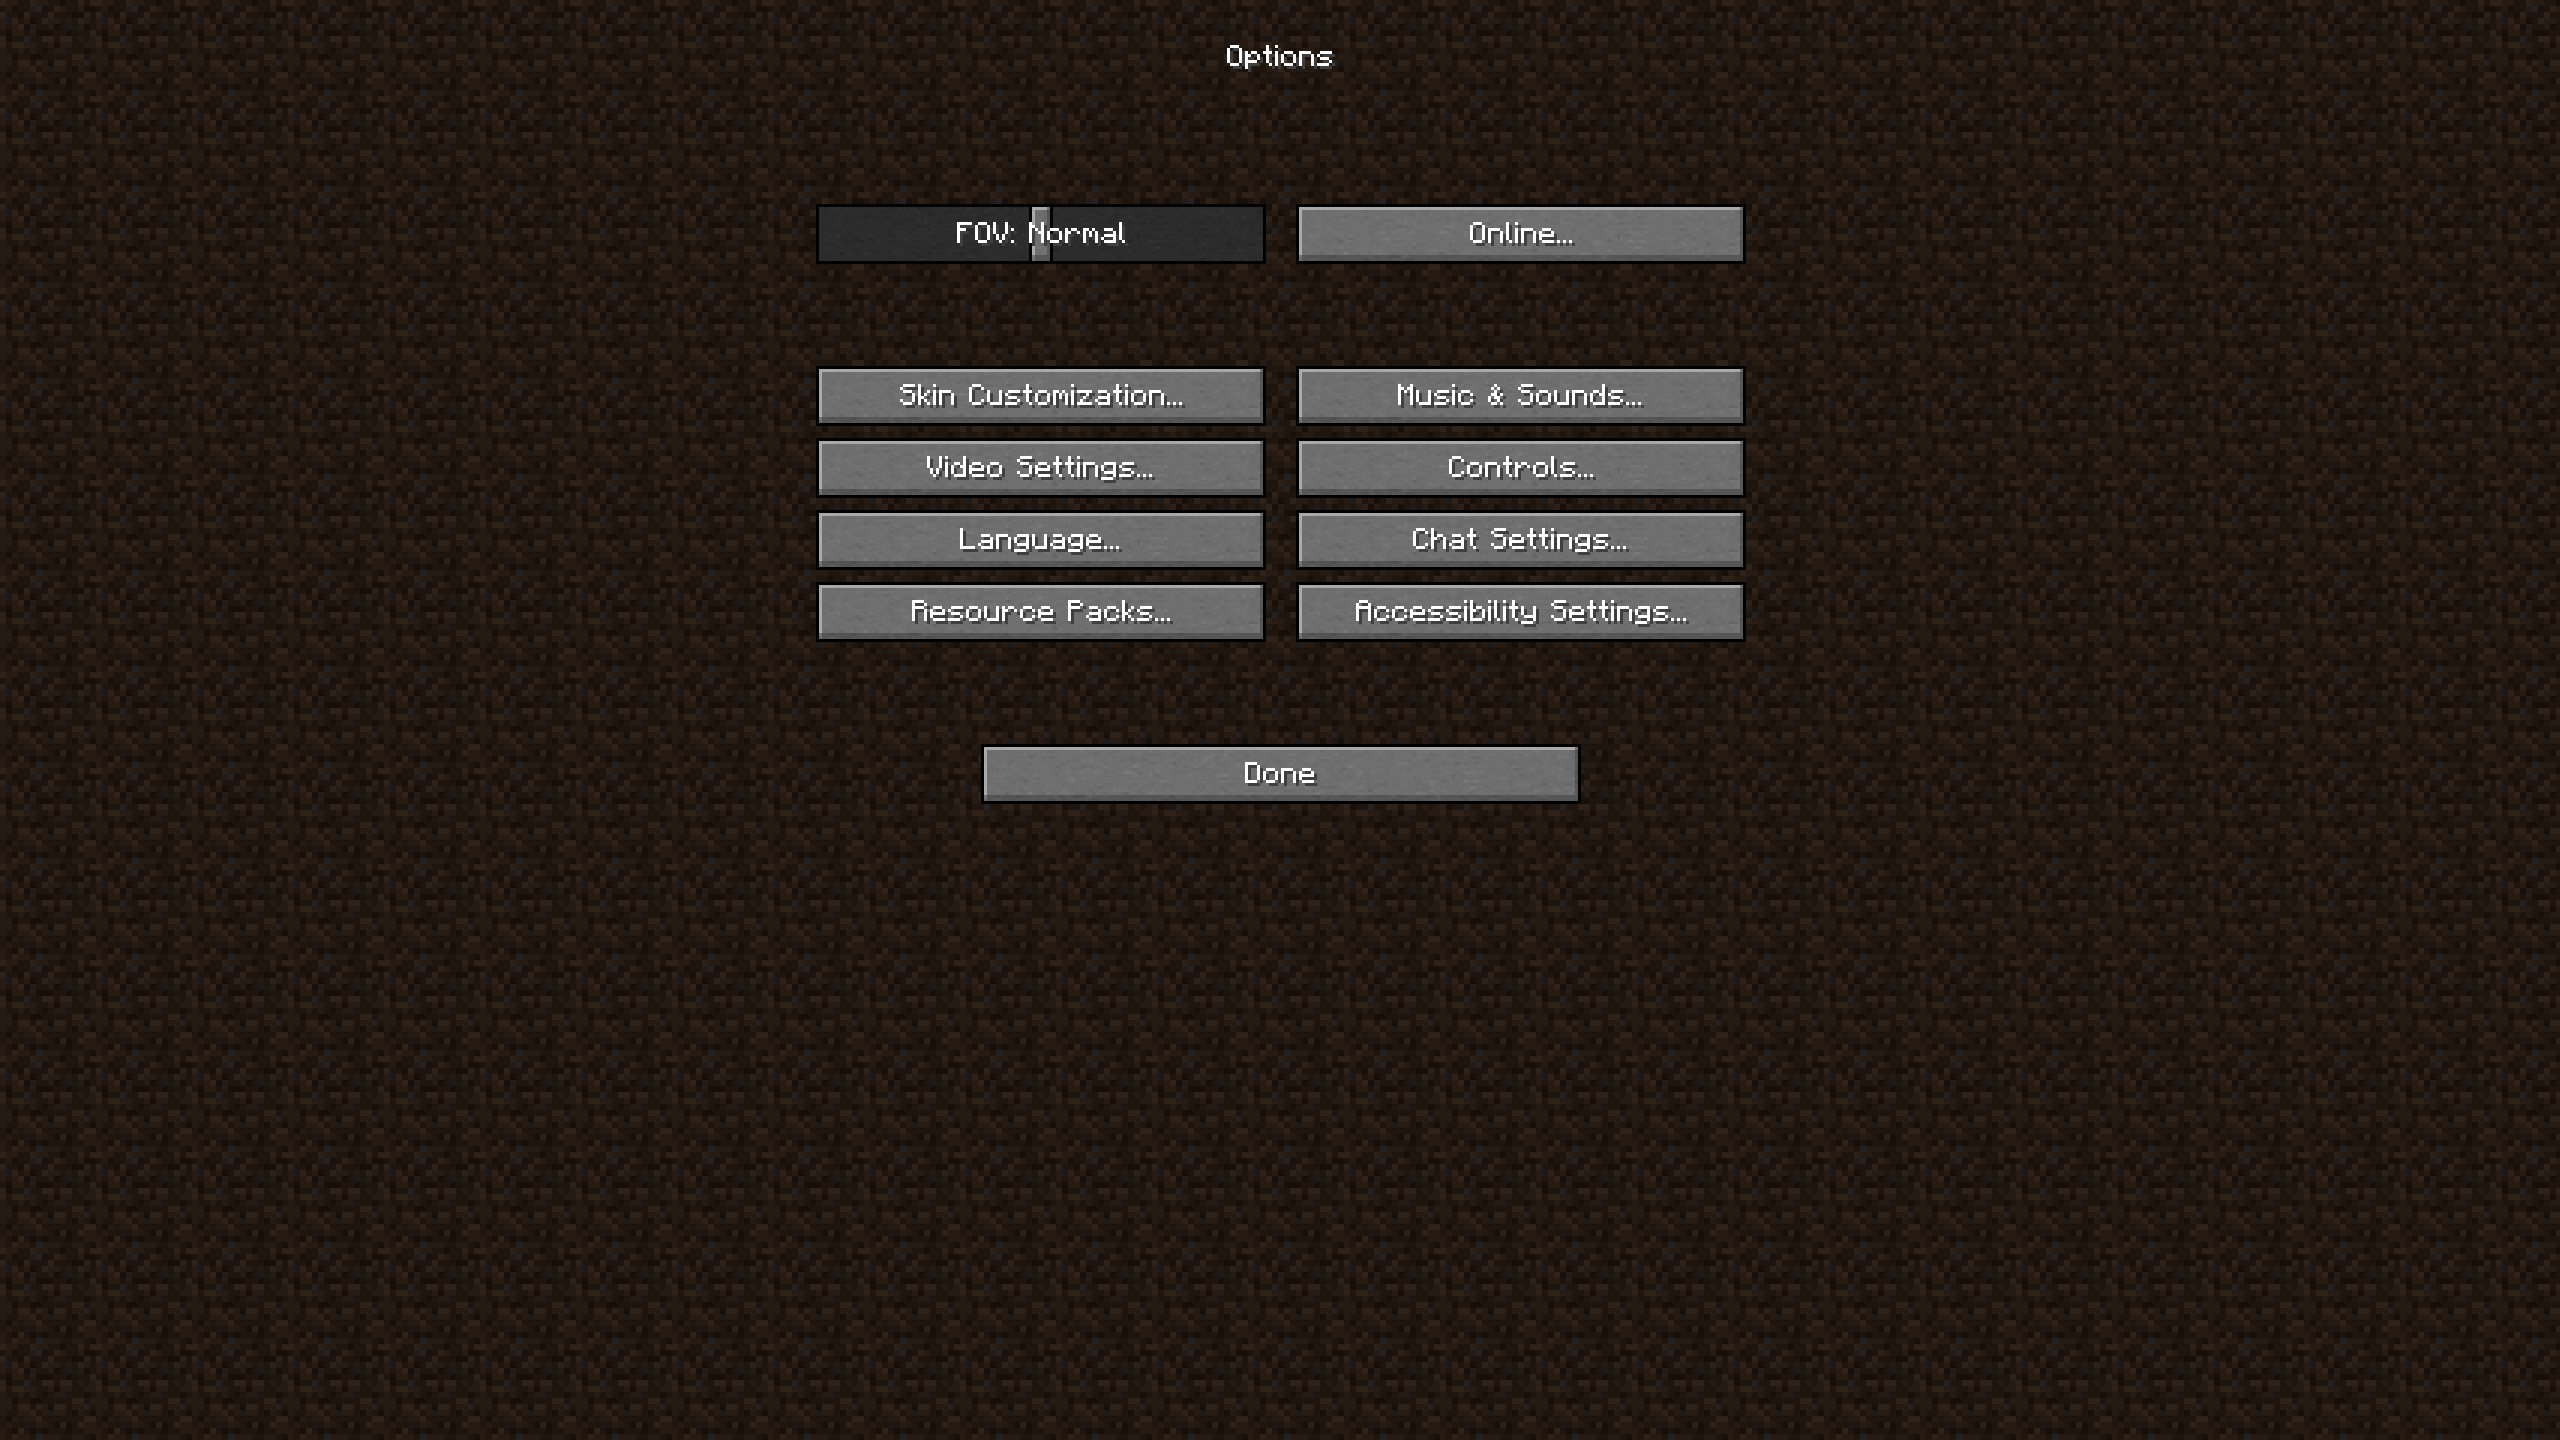 Options
FOV: Normal
Online...
Skin Customization...
Music & Sounds...
Video Settings...
Controls...
Language...
Chat Settings...
Resource Packs...
Accessibility Settings...
Done